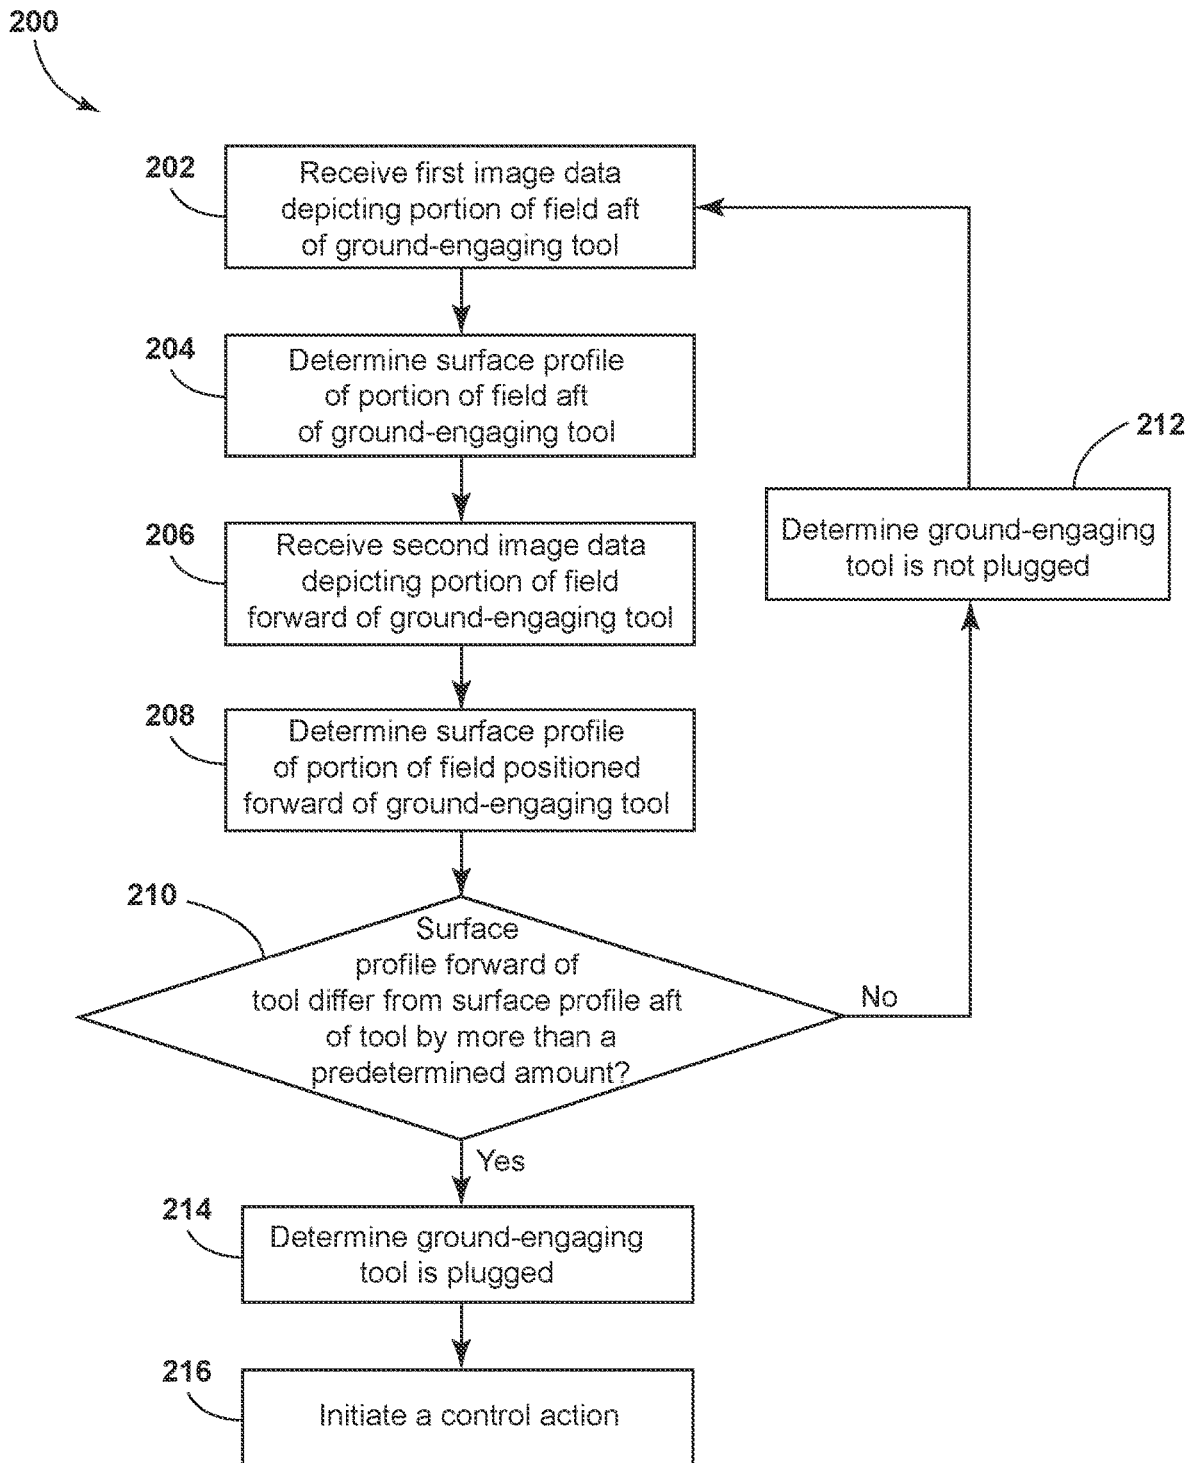 200
202
Receive first image data
depicting portion of field aft
of ground-engaging tool
204
Determine surface profile
of portion of field aft
of ground-engaging tool
212
Determine ground-engaging
tool is not plugged
206
Receive second image data
depicting portion of field
forward of ground-engaging tool
208
Determine surface profile
of portion of field positioned
forward of ground-engaging tool
210
Surface
profile forward of
tool differ from surface profile aft
of tool by more than a
predetermined amount?
No
Yes
214
Determine ground-engaging
tool is plugged
216
Initiate a control action